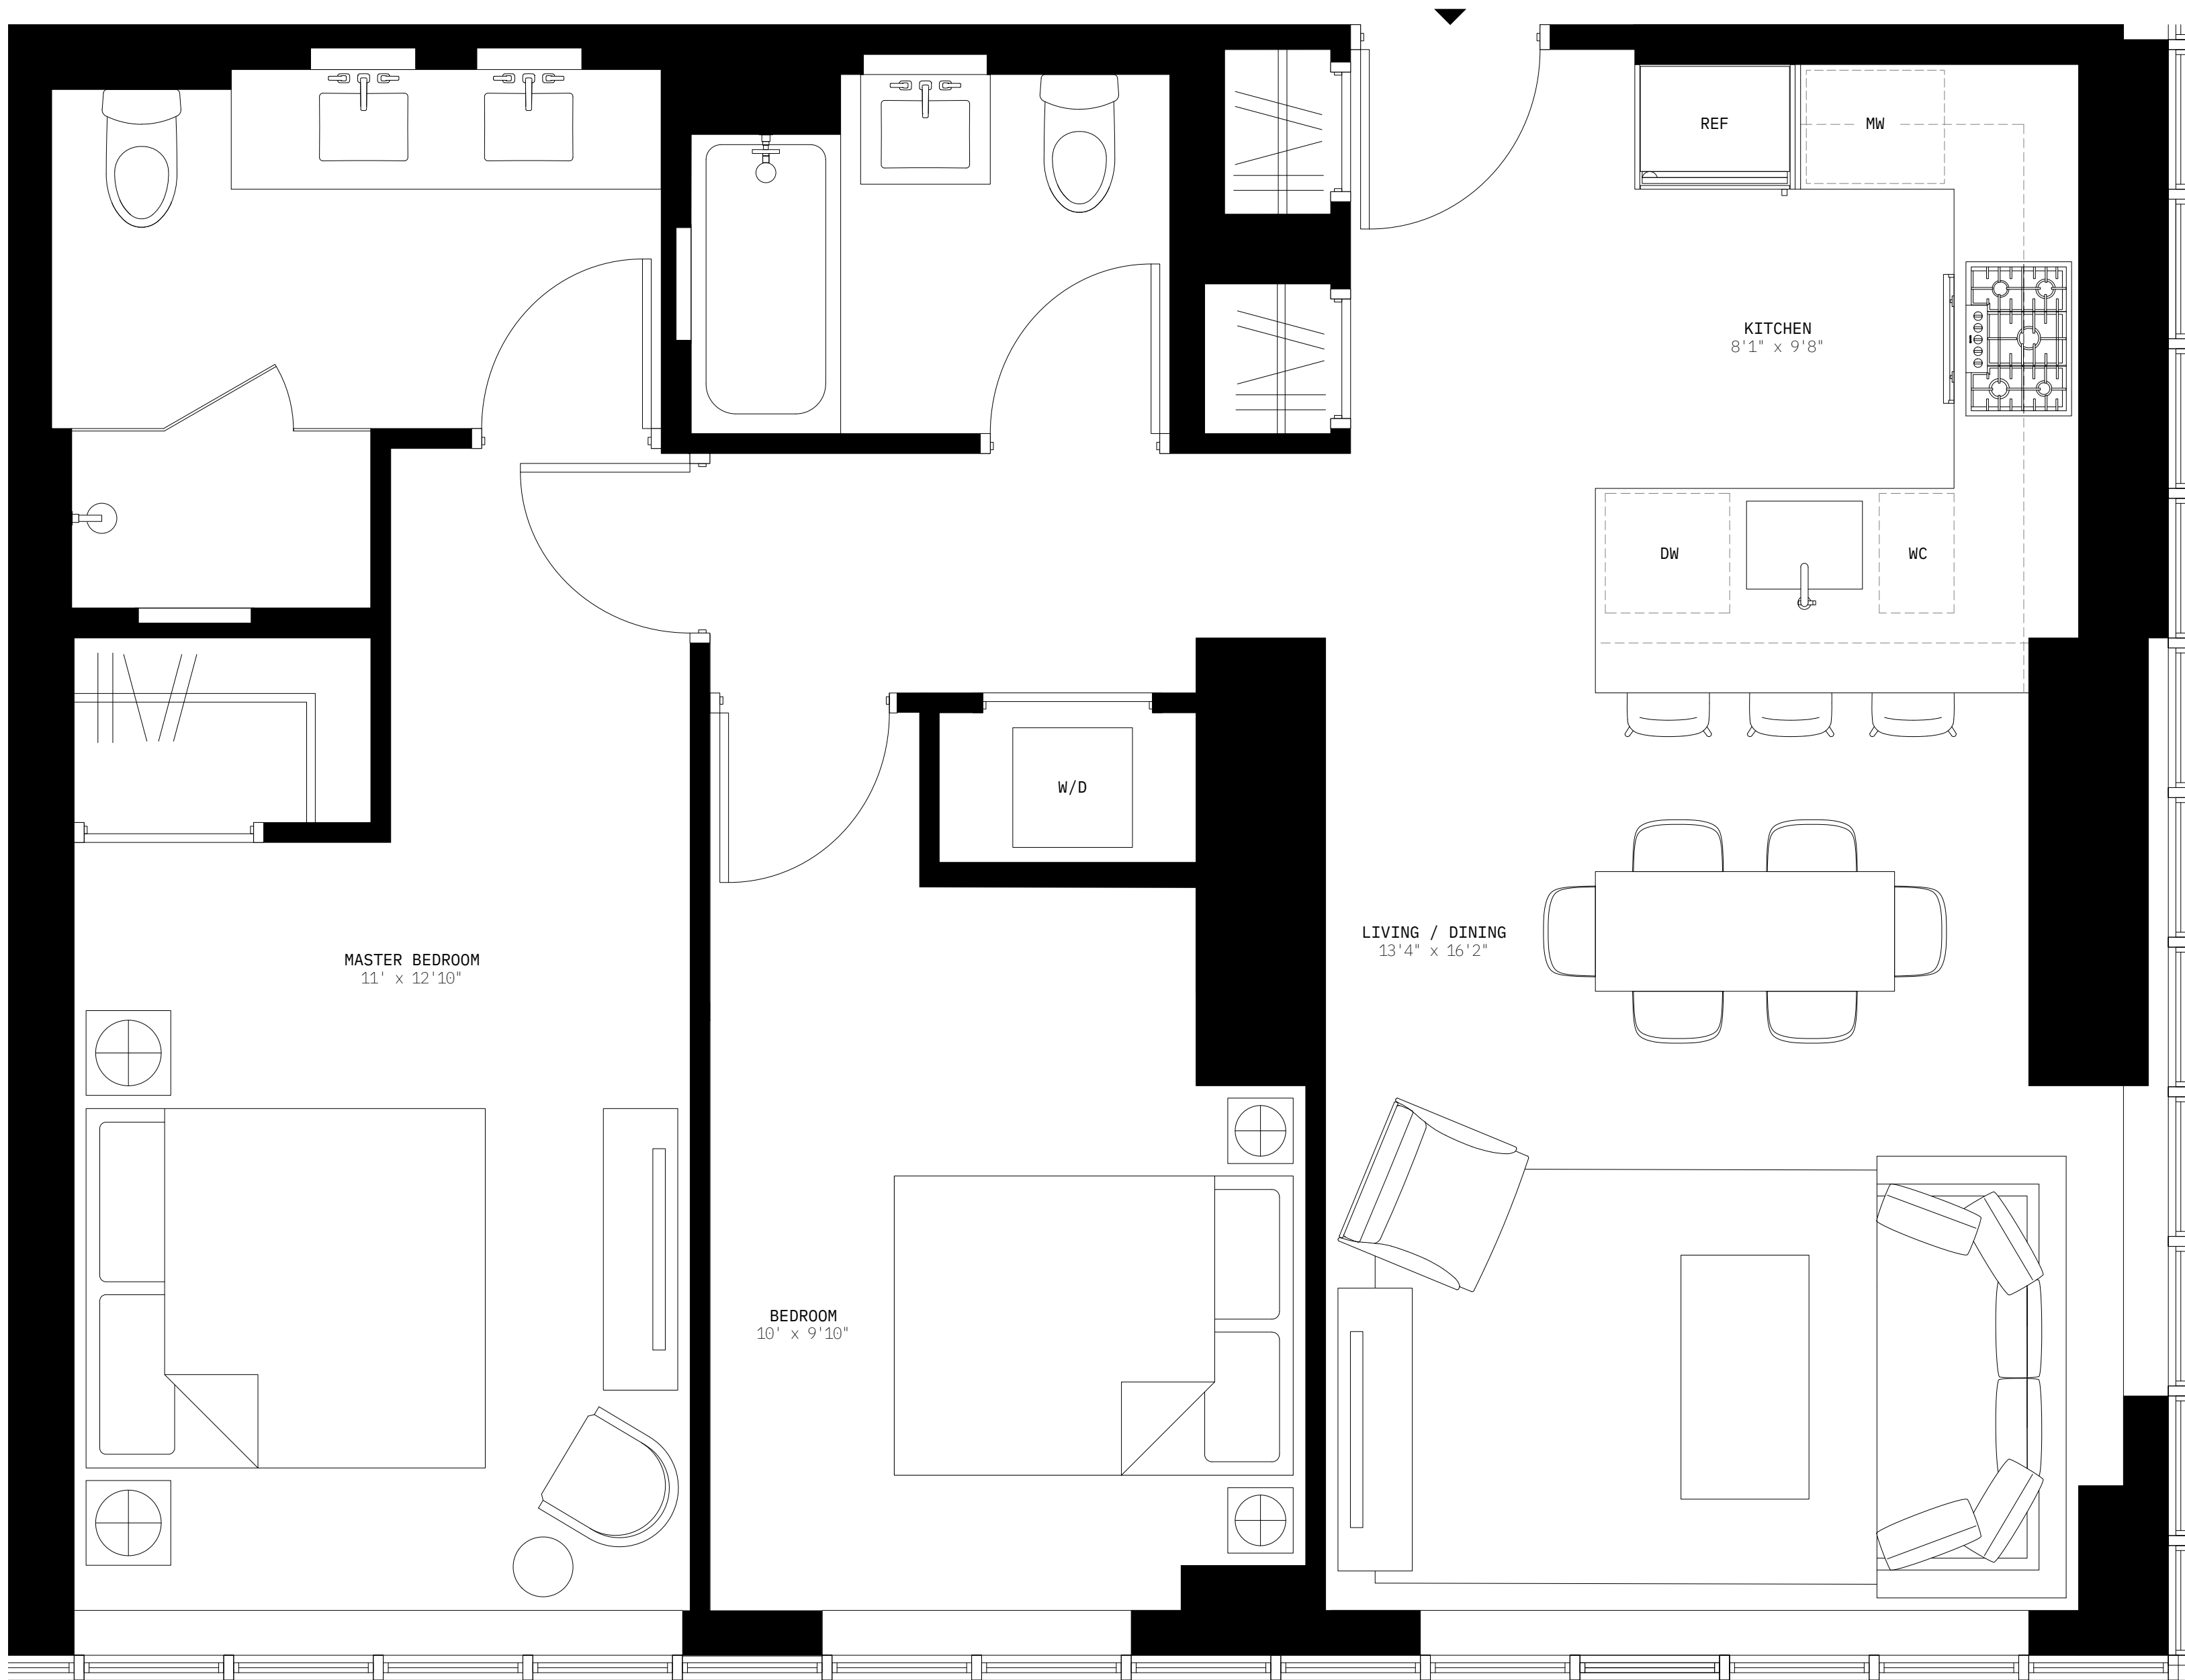 REF
MW
KITCHEN
8'1" x 9'8"
DW
WC
W/D
LIVING / DINING
13'4" x 16'2"
MASTER BEDROOM
11' x 12'10"
BEDROOM
10' x 9'10"